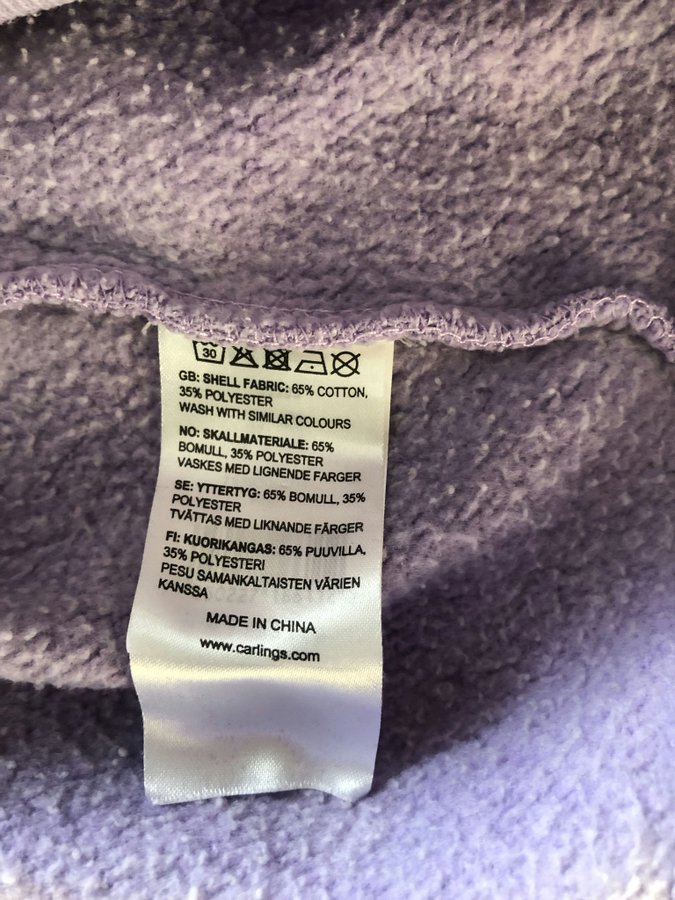 30
GB: SHELL FABRIC: 65% COTTON,
35% POLYESTER
WASH WITH SIMILAR COLOURS
NO: SKALLMATERIALE: 65%
BOMULL, 35% POLYESTER
VASKES MED LIGNENDE FARGER
SE: YTTERTYG: 65% BOMULL, 35%
POLYESTER
TVÄTTAS MED LIKNANDE FÄRGER
FI: KUORIKANGAS: 65% PUUVILLA,
35% POLYESTERI
PESU SAMANKALTAISTEN VÄRIEN
KANSSA
MADE IN CHINA
www.carlings.com